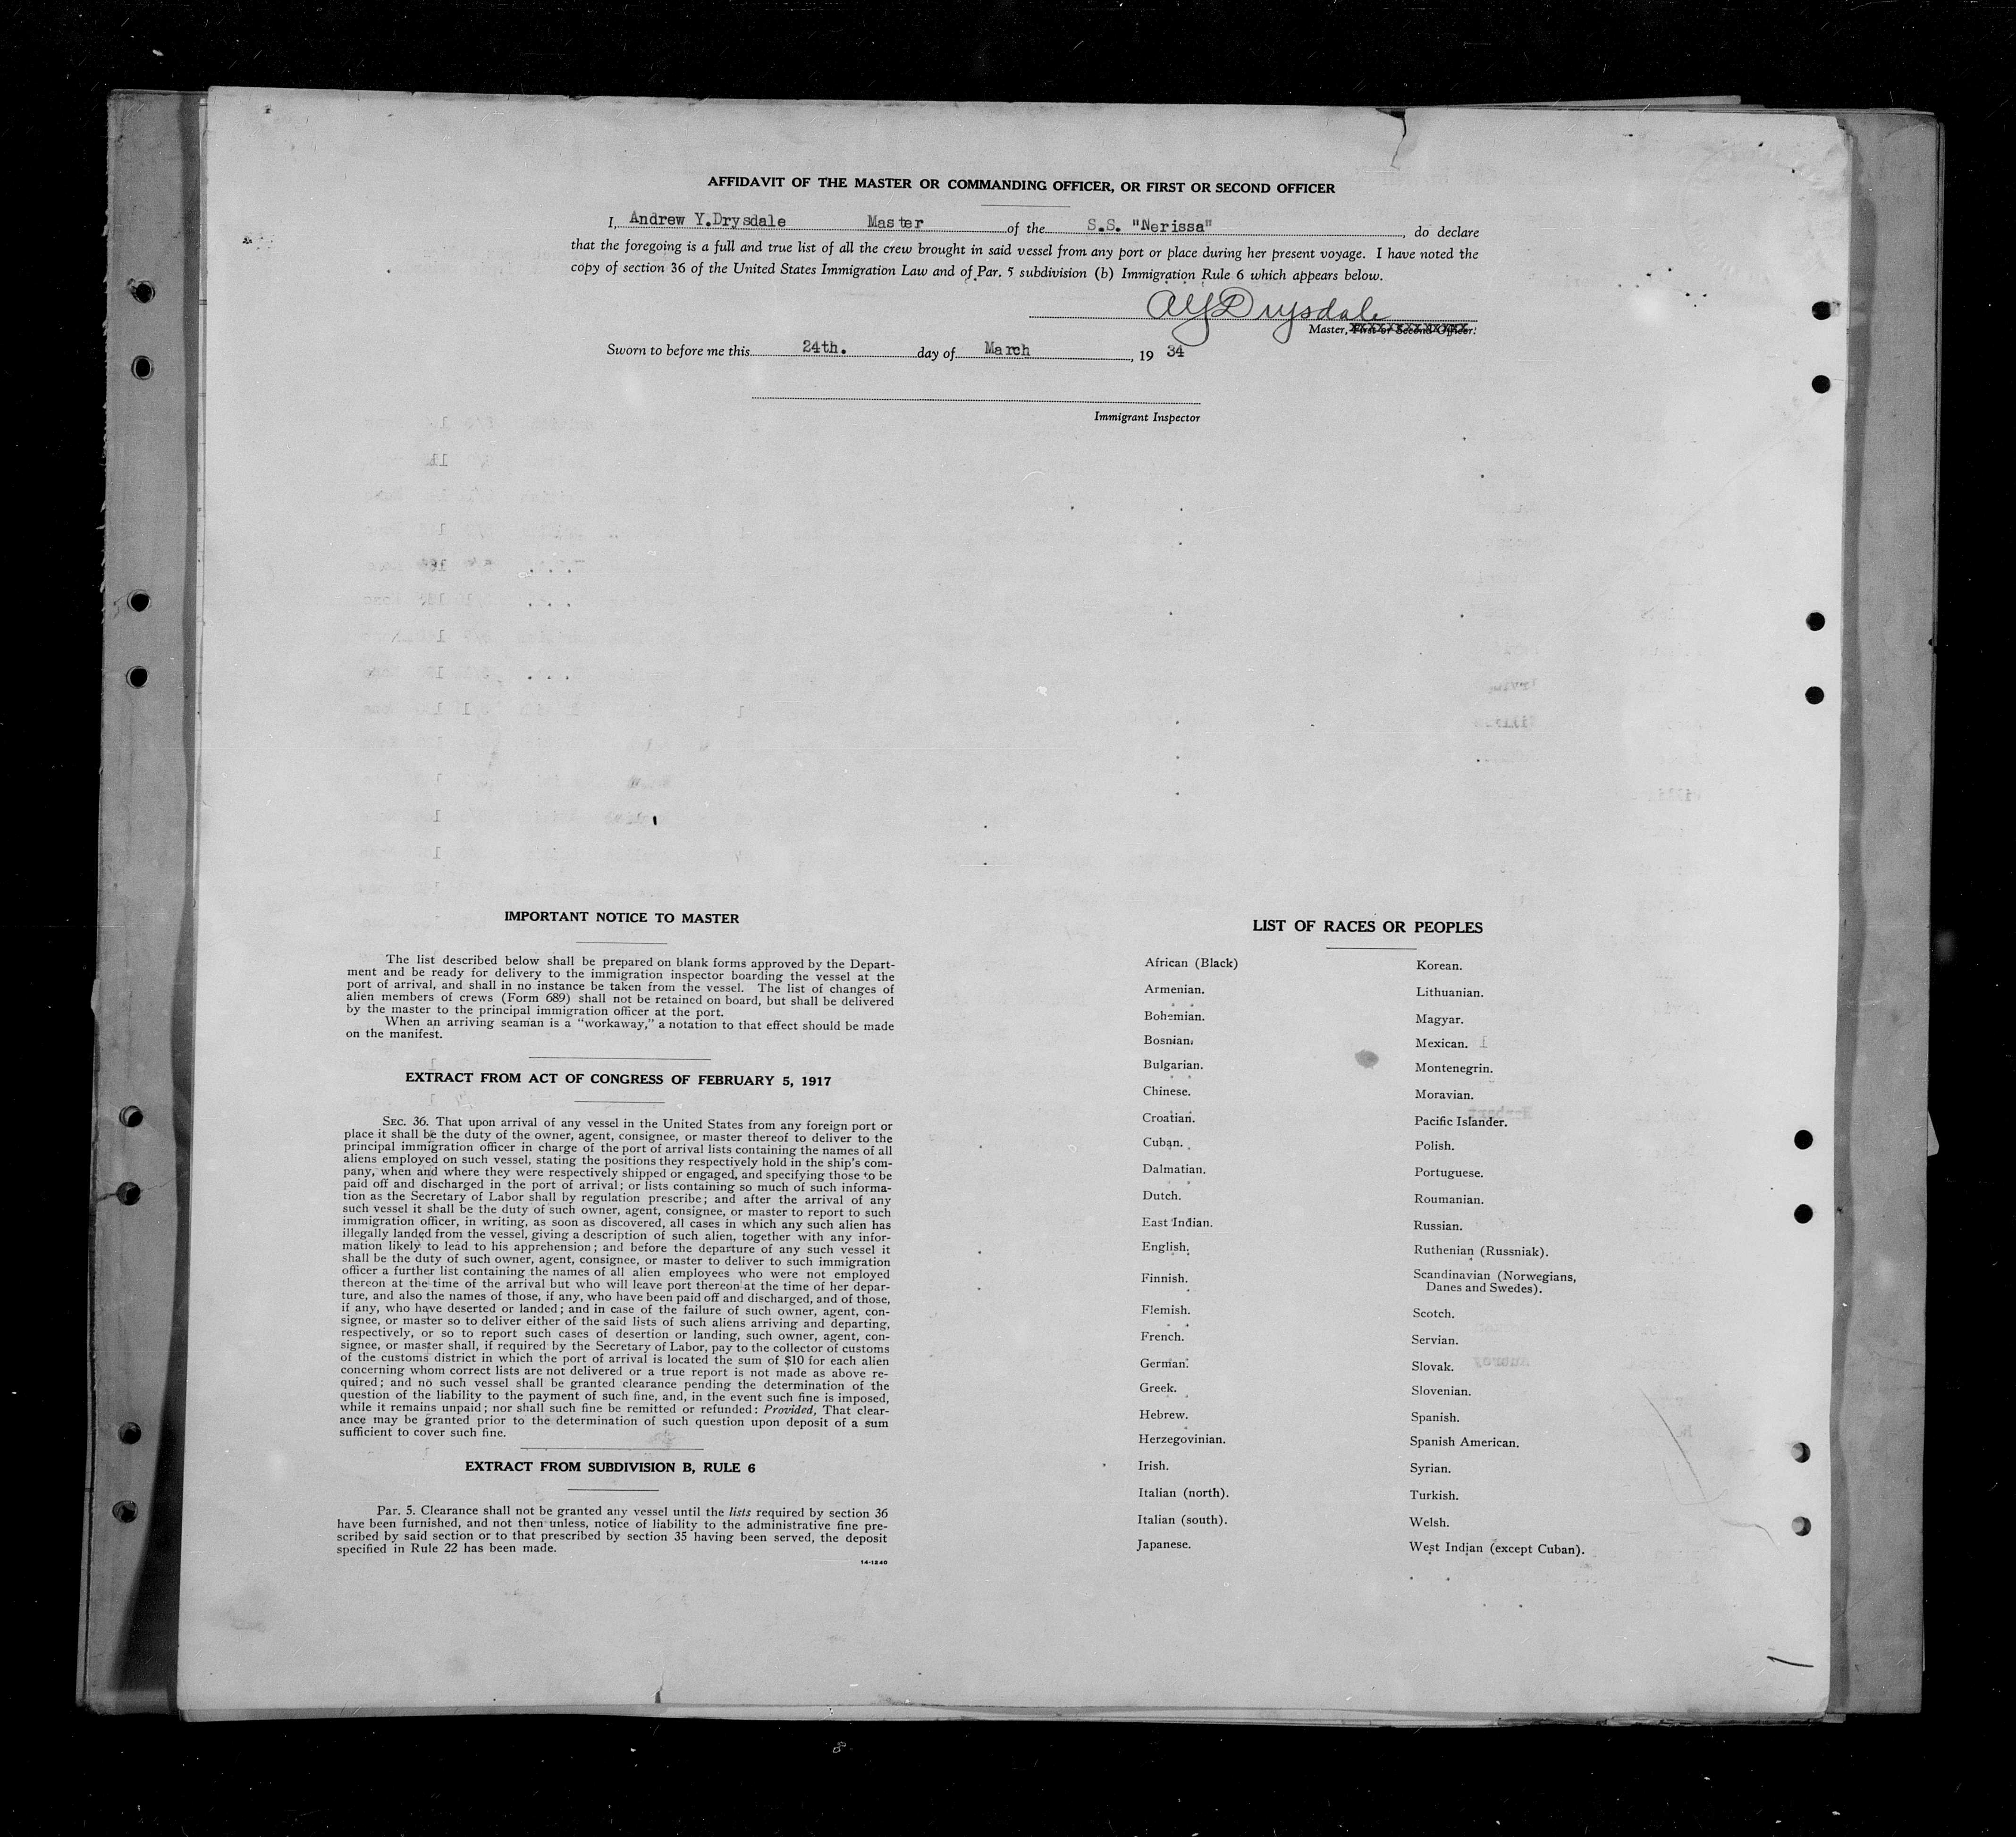 AFFIDAVIT OF THE MASTER OR COMMANDING OFFICER, OR FIRST OR SECOND OFFICER
I, Andrew Y.Drysdale Master of the S.S. "Nerissa", do declare
that the foregoing is a full and true list of all the crew brought in said vessel from any port or place during her present voyage. I have noted the
copy of section 36 of the United States Immigration Law and of Par. 5 subdivision (b) Immigration Rule 6 which appears below.
AYDrysdale
Master, First or Second Officer.
Sworn to before me this 24th. day of March, 19 34
Immigrant Inspector
IMPORTANT NOTICE TO MASTER
The list described below shall be prepared on blank forms approved by the Depart-
ment and be ready for delivery to the immigration inspector boarding the vessel at the
port of arrival, and shall in no instance be taken from the vessel. The list of changes of
alien members of crews (Form 689) shall not be retained on board, but shall be delivered
by the master to the principal immigration officer at the port.
When an arriving seaman is a "workaway," a notation to that effect should be made
on the manifest.
EXTRACT FROM ACT OF CONGRESS OF FEBRUARY 5, 1917
SEC. 36. That upon arrival of any vessel in the United States from any foreign port or
place it shall be the duty of the owner, agent, consignee, or master thereof to deliver to the
principal immigration officer in charge of the port of arrival lists containing the names of all
aliens employed on such vessel, stating the positions they respectively hold in the ship's com-
pany, when and where they were respectively shipped or engaged, and specifying those to be
paid off and discharged in the port of arrival; or lists containing so much of such informa-
tion as the Secretary of Labor shall by regulation prescribe; and after the arrival of any
such vessel it shall be the duty of such owner, agent, consignee, or master to report to such
immigration officer, in writing, as soon as discovered, all cases in which any such alien has
illegally landed from the vessel, giving a description of such alien, together with any infor-
mation likely to lead to his apprehension; and before the departure of any such vessel it
shall be the duty of such owner, agent, consignee, or master to deliver to such immigration
officer a further list containing the names of all alien employees who were not employed
thereon at the time of the arrival but who will leave port thereon at the time of her depar-
ture, and also the names of those, if any, who have been paid off and discharged, and of those,
if any, who have deserted or landed; and in case of the failure of such owner, agent, con-
signee, or master so to deliver either of the said lists of such aliens arriving and departing,
respectively, or so to report such cases of desertion or landing, such owner, agent, con-
signee, or master shall, if required by the Secretary of Labor, pay to the collector of customs
of the customs district in which the port of arrival is located the sum of $10 for each alien
concerning whom correct lists are not delivered or a true report is not made as above re-
quired; and no such vessel shall be granted clearance pending the determination of the
question of the liability to the payment of such fine, and, in the event such fine is imposed,
while it remains unpaid; nor shall such fine be remitted or refunded: Provided, That clear-
ance may be granted prior to the determination of such question upon deposit of a sum
sufficient to cover such fine.
EXTRACT FROM SUBDIVISION B, RULE 6
Par. 5. Clearance shall not be granted any vessel until the lists required by section 36
have been furnished, and not then unless, notice of liability to the administrative fine pre-
scribed by said section or to that prescribed by section 35 having been served, the deposit
specified in Rule 22 has been made.
14-1240
LIST OF RACES OR PEOPLES
African (Black)
Armenian.
Bohemian.
Bosnian.
Bulgarian.
Chinese.
Croatian.
Cuban.
Dalmatian.
Dutch.
East Indian.
English.
Finnish.
Flemish.
French.
German.
Greek.
Hebrew.
Herzegovinian.
Irish.
Italian (north).
Italian (south).
Japanese.
Korean.
Lithuanian.
Magyar.
Mexican.
Montenegrin.
Moravian.
Pacific Islander.
Polish.
Portuguese.
Roumanian.
Russian.
Ruthenian (Russniak).
Scandinavian (Norwegians,
Danes and Swedes).
Scotch.
Servian.
Slovak.
Slovenian.
Spanish.
Spanish American.
Syrian.
Turkish.
Welsh.
West Indian (except Cuban).